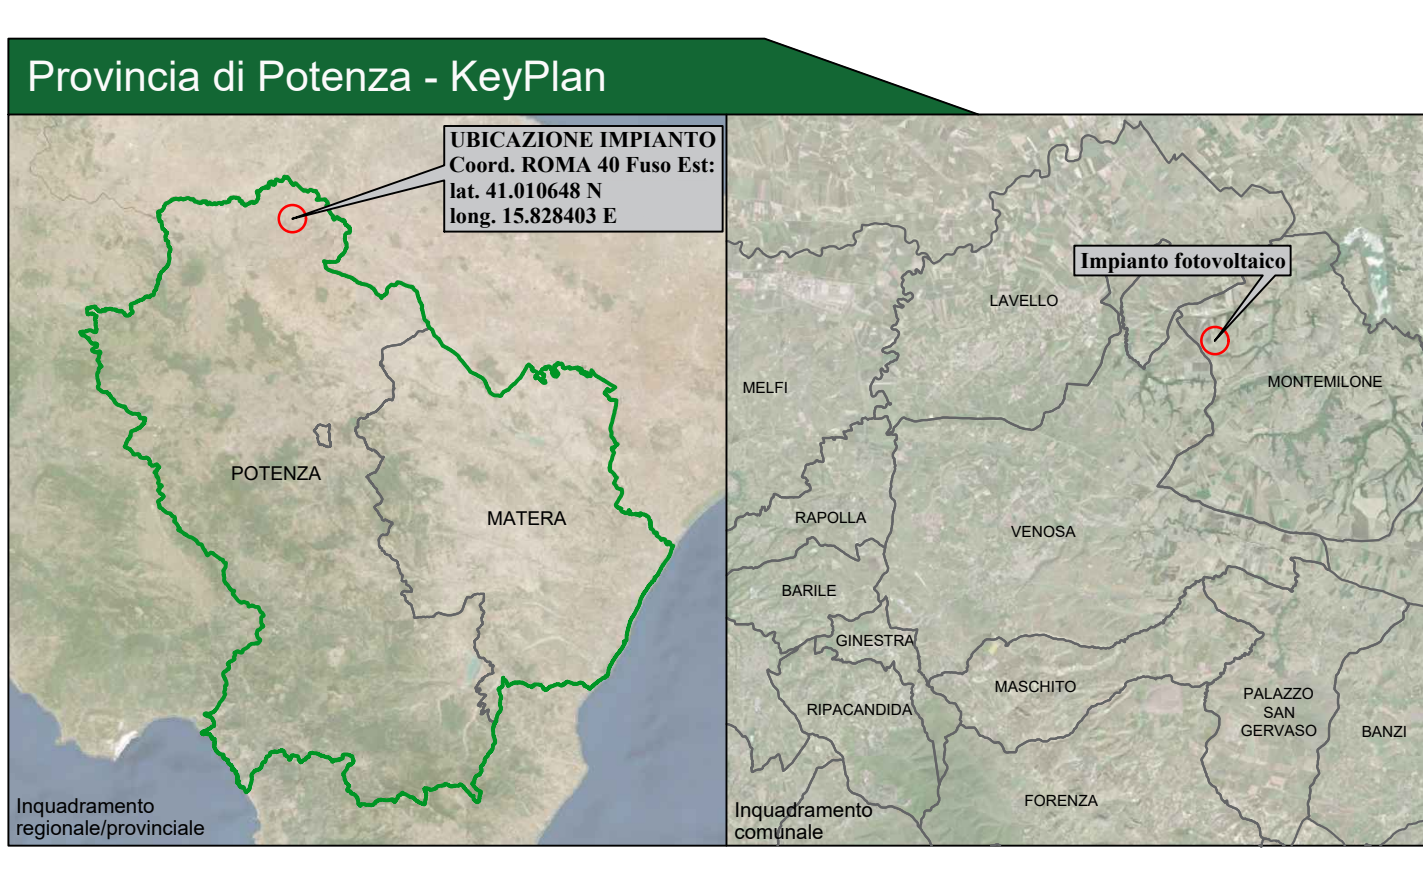 Provincia di Potenza - KeyPlan
UBICAZIONE IMPIANTO
Coord. ROMA 40 Fuso Est:
lat. 41.010648 N
long. 15.828403 E
POTENZA
MATERA
Inquadramento
regionale/provinciale
Impianto fotovoltaico
LAVELLO
MELFI
MONTEMILONE
RAPOLLA
VENOSA
BARILE
GINESTRA
MASCHITO
RIPACANDIDA
PALAZZO
SAN
GERVASO
BANZI
FORENZA
Inquadramento
comunale